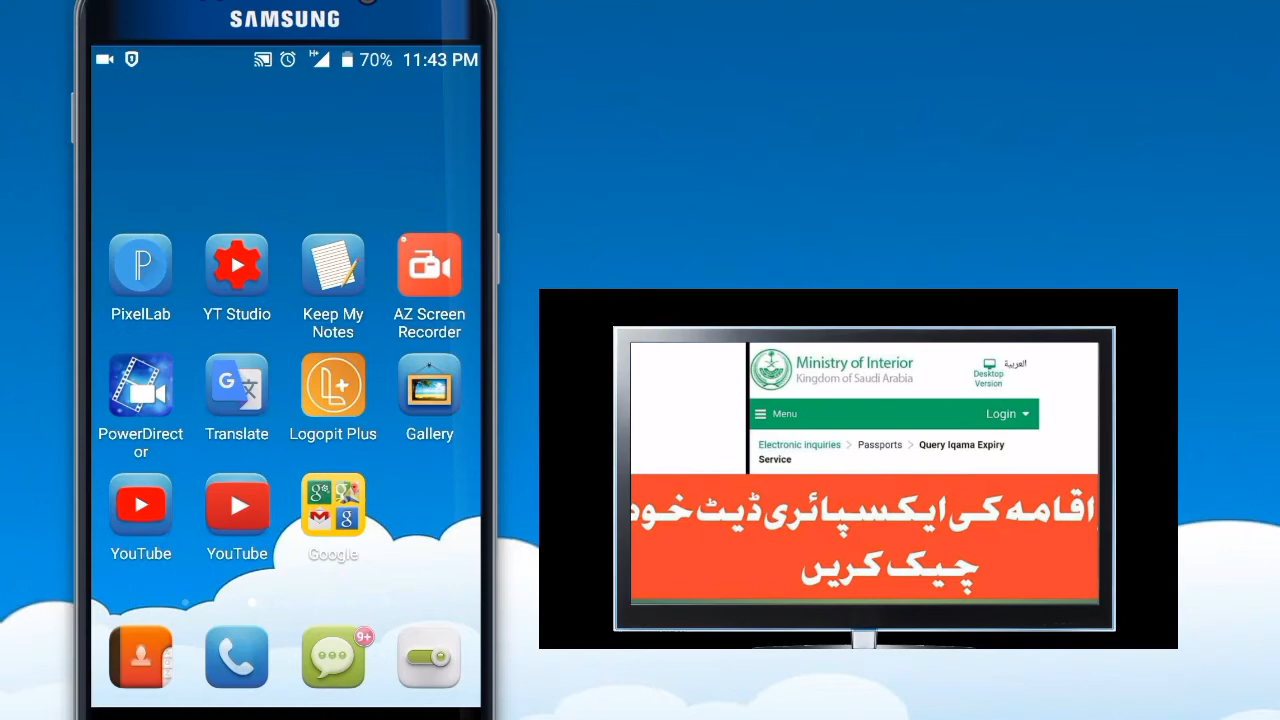 SAMSUNG
H+ 70% 11:43 PM
PixelLab
YT Studio
Keep My
Notes
AZ Screen
Recorder
PowerDirect
or
Translate
Logopit Plus
Gallery
YouTube
YouTube
Google
9+
Ministry of Interior
Kingdom of Saudi Arabia
Desktop
Version
العربية
Menu
Login
Electronic inquiries > Passports > Query Iqama Expiry
Service
اقامہ کی ایکسپائری ڈیٹ خود
چیک کریں